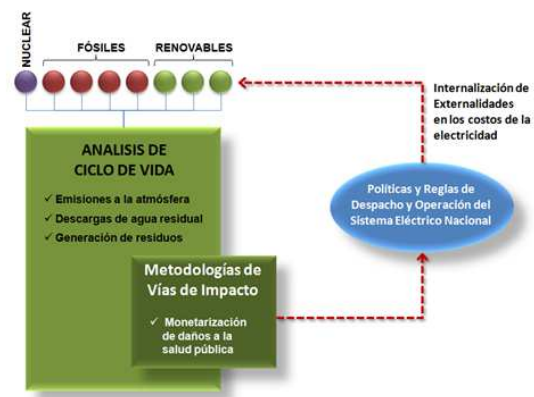 NUCLEAR
FÓSILES
RENOVABLES
ANALISIS DE
CICLO DE VIDA
✓ Emisiones a la atmósfera
✓ Descargas de agua residual
✓ Generación de residuos
Metodologías de
Vías de Impacto
✓ Monetarización
de daños a la
salud pública
Internalización de
Externalidades
en los costos de la
electricidad
Políticas y Reglas de
Despacho y Operación del
Sistema Eléctrico Nacional